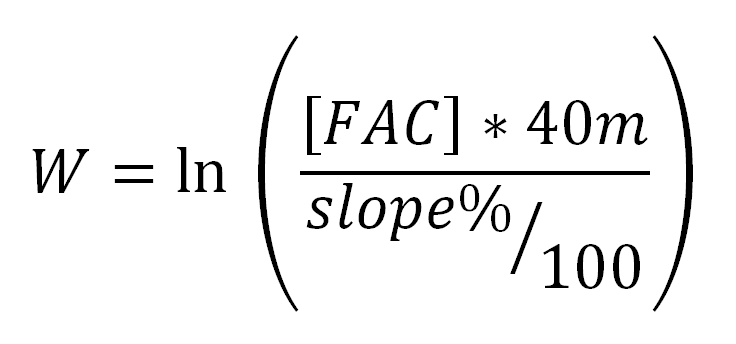 W = ln ([FAC] * 40m / slope%/100)